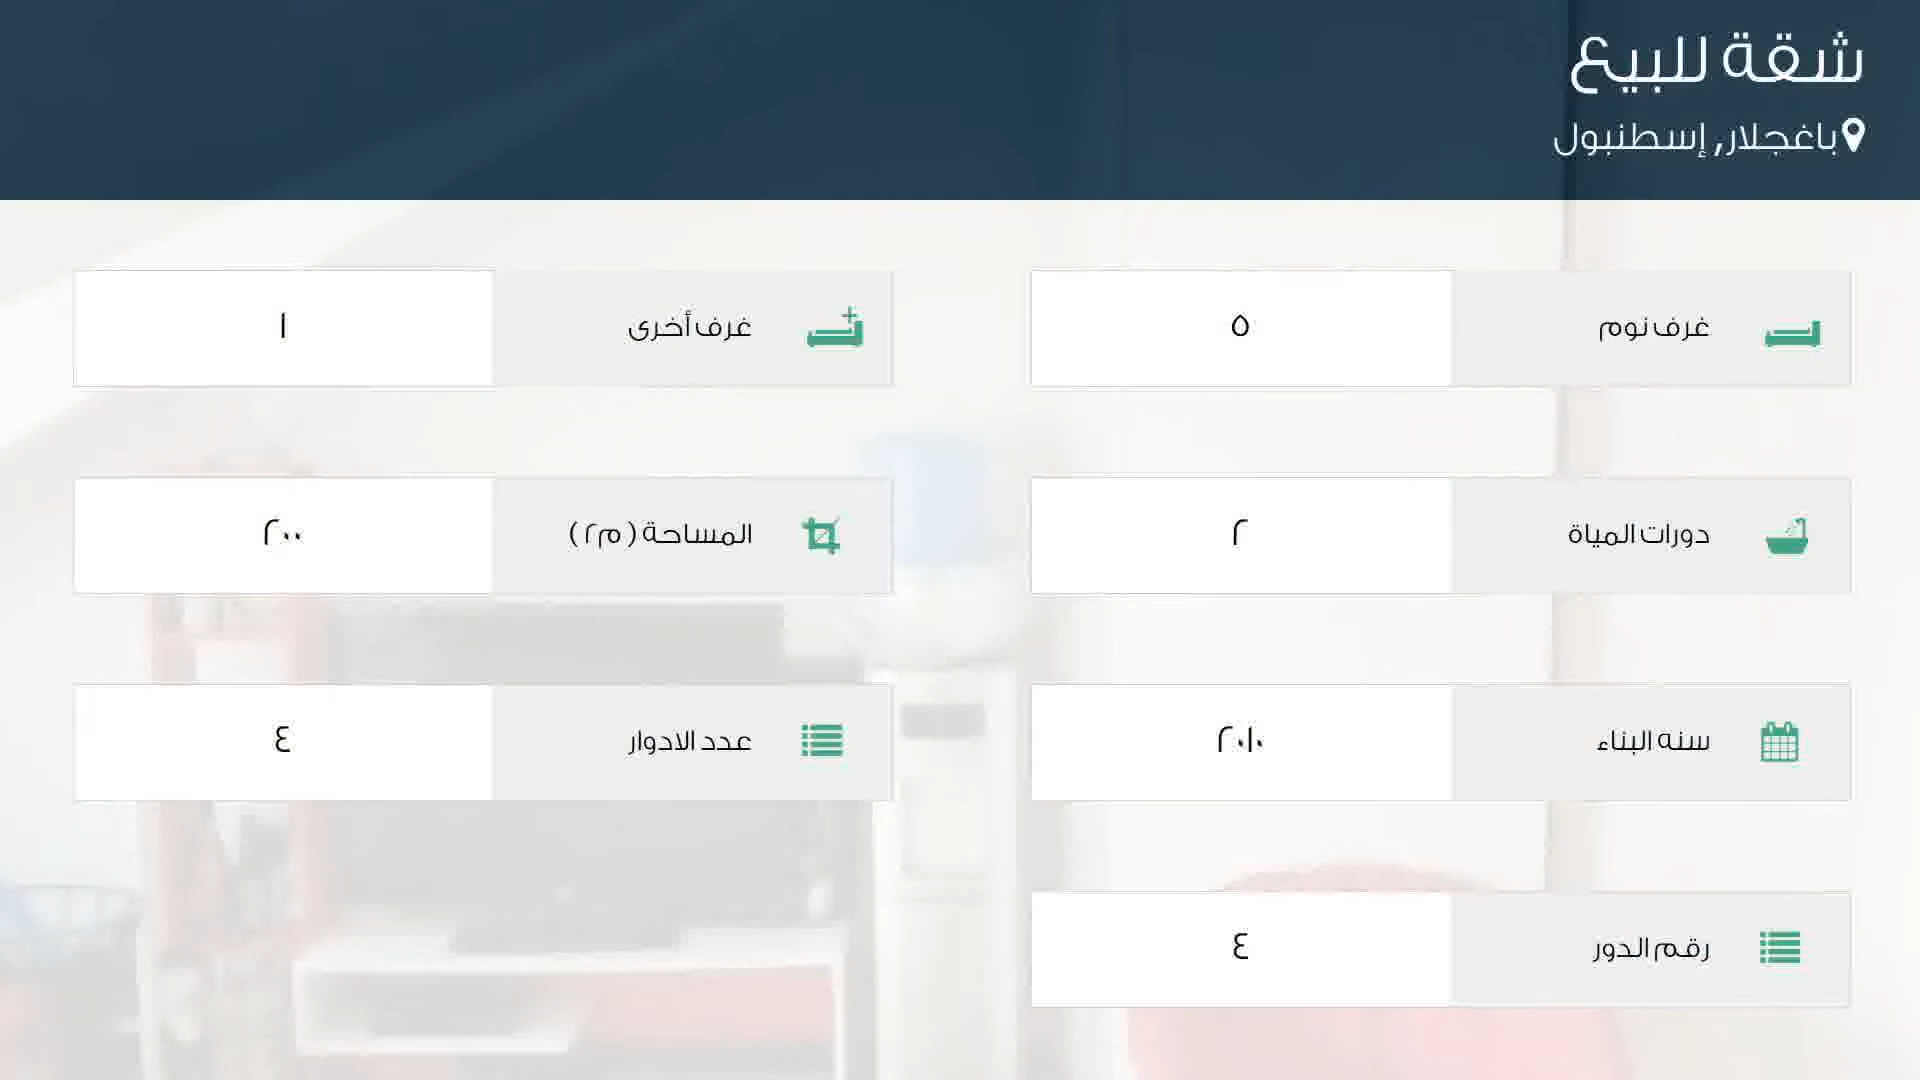 شقة للبيع
باغجلار, إسطنبول
غرف نوم ٥
غرف أخرى ١
دورات المياة ٢
المساحة (م٢) ٢٠٠
سنه البناء ٢٠١٠
عدد الادوار ٤
رقم الدور ٤